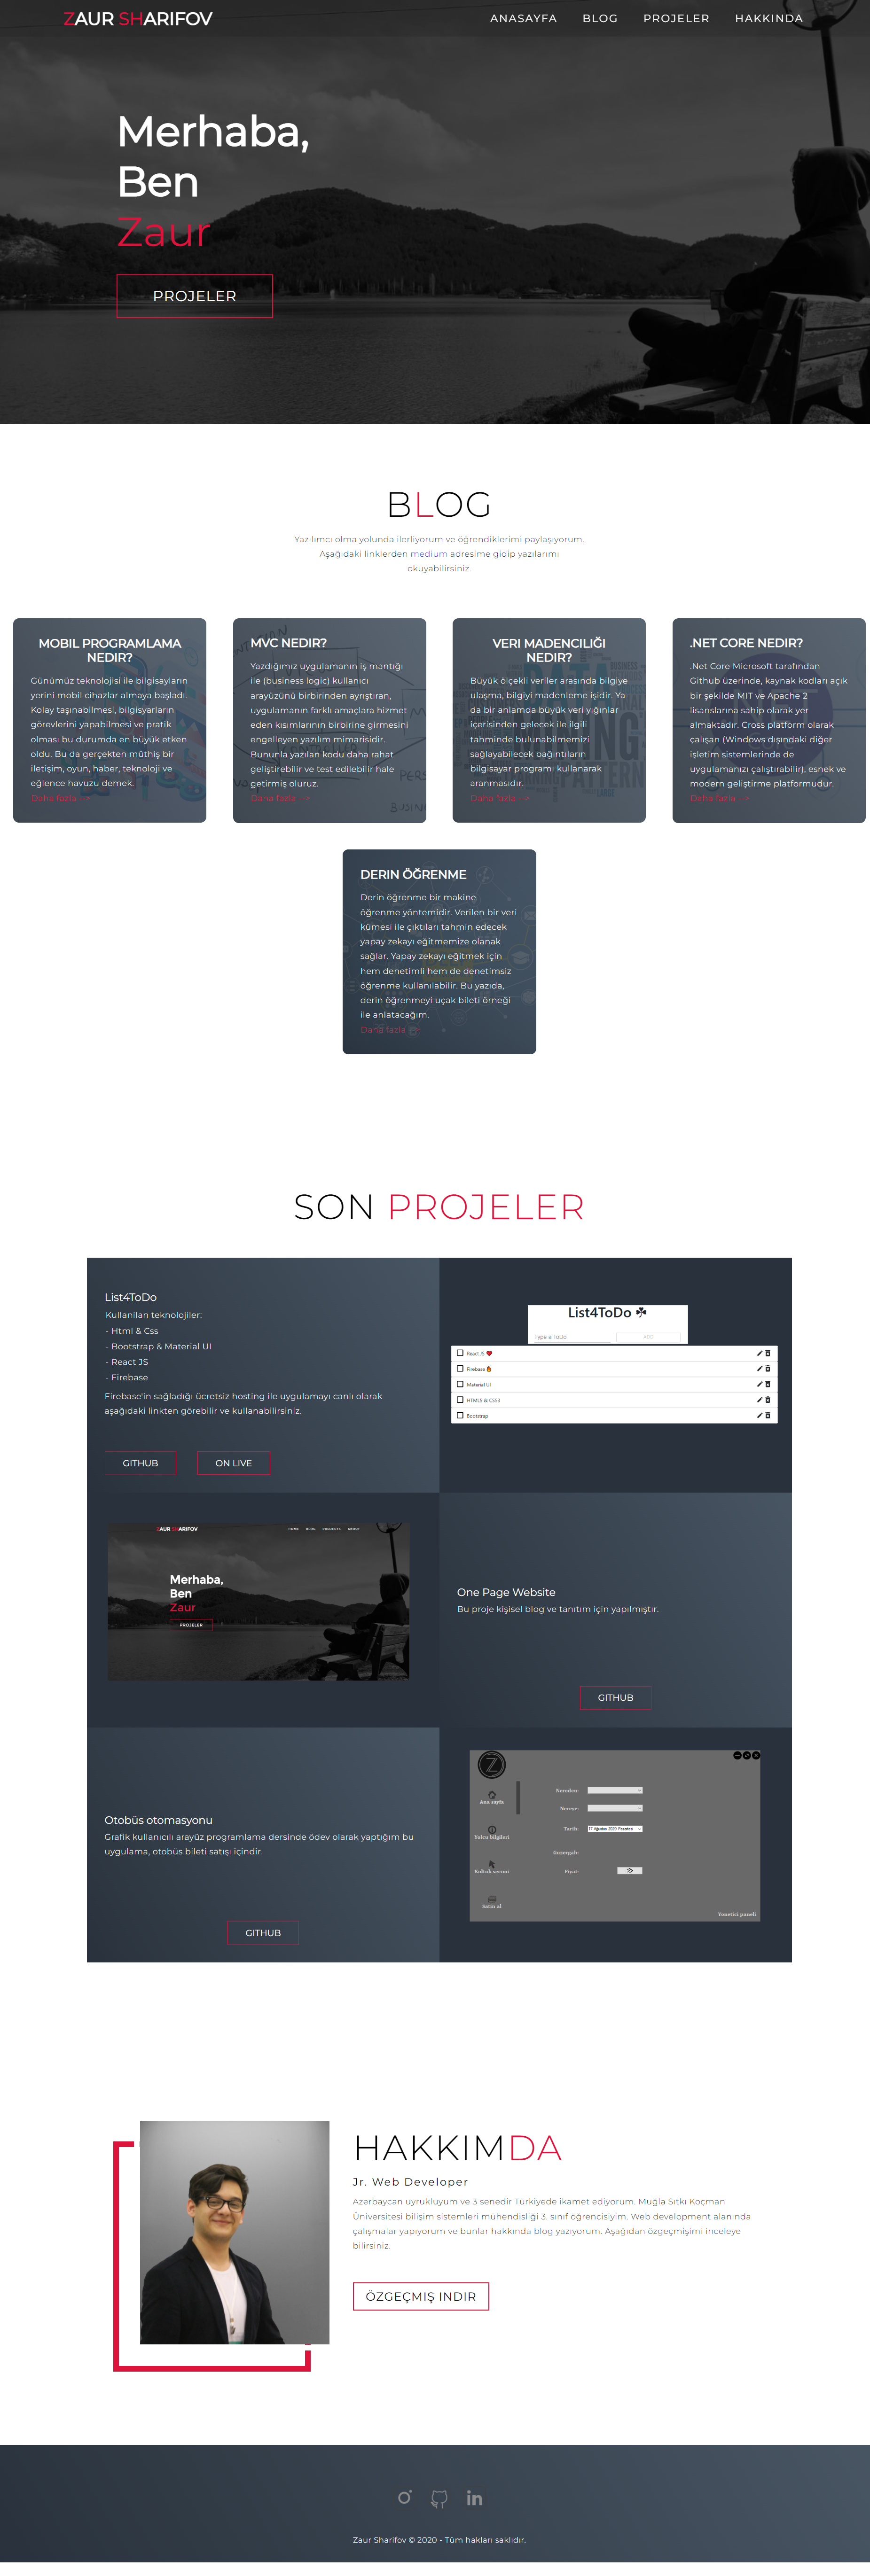 ZAUR SHARIFOV
ANASAYFA BLOG PROJELER HAKKINDA
Merhaba,
Ben
Zaur
PROJELER
BLOG
Yazılımcı olma yolunda ilerliyorum ve öğrendiklerimi paylaşıyorum.
Aşağıdaki linklerden medium adresime gidip yazılarımı
okuyabilirsiniz.
MOBIL PROGRAMLAMA
NEDIR?
Günümüz teknolojisi ile bilgisayların
yerini mobil cihazlar almaya başladı.
Kolay taşınabilmesi, bilgisyarların
görevlerini yapabilmesi ve pratik
olması bu durumda en büyük etken
oldu. Bu da gerçekten müthiş bir
iletişim, oyun, haber, teknoloji ve
eğlence havuzu demek.
Daha fazla -->
MVC NEDIR?
Yazdığımız uygulamanın iş mantığı
ile (business logic) kullanıcı
arayüzünü birbirinden ayrıştıran,
uygulamanın farklı amaçlara hizmet
eden kısımlarının birbirine girmesini
engelleyen yazılım mimarisidir.
Bununla yazılan kodu daha rahat
geliştirebilir ve test edilebilir hale
getirmiş oluruz.
Daha fazla -->
VERI MADENCILIĞI
NEDIR?
Büyük ölçekli veriler arasında bilgiye
ulaşma, bilgiyi madenleme işidir. Ya
da bir anlamda büyük veri yığınlar
içerisinden gelecek ile ilgili
tahminde bulunabilmemizi
sağlayabilecek bağıntıların
bilgisayar programı kullanarak
aranmasıdır.
Daha fazla -->
.NET CORE NEDIR?
.Net Core Microsoft tarafından
Github üzerinde, kaynak kodları açık
bir şekilde MIT ve Apache 2
lisanslarına sahip olarak yer
almaktadır. Cross platform olarak
çalışan (Windows dışındaki diğer
işletim sistemlerinde de
uygulamanızı çalıştırabilir), esnek ve
modern geliştirme platformudur.
Daha fazla -->
DERIN ÖĞRENME
Derin öğrenme bir makine
öğrenme yöntemidir. Verilen bir veri
kümesi ile çıktıları tahmin edecek
yapay zekayı eğitmemize olanak
sağlar. Yapay zekayı eğitmek için
hem denetimli hem de denetimsiz
öğrenme kullanılabilir. Bu yazıda,
derin öğrenmeyi uçak bileti örneği
ile anlatacağım.
Daha fazla -->
SON PROJELER
List4ToDo
Kullanilan teknolojiler:
- Html & Css
- Bootstrap & Material UI
- React JS
- Firebase
Firebase'in sağladığı ücretsiz hosting ile uygulamayı canlı olarak
aşağıdaki linkten görebilir ve kullanabilirsiniz.
GITHUB ON LIVE
List4ToDo ☘
Type a ToDo ADD
React JS ❤
Firebase 🔥
Material UI
HTML5 & CSS3
Bootstrap
ZAUR SHARIFOV
HOME BLOG PROJECTS ABOUT
Merhaba,
Ben
Zaur
PROJELER
One Page Website
Bu proje kişisel blog ve tanıtım için yapılmıştır.
GITHUB
Otobüs otomasyonu
Grafik kullanıcılı arayüz programlama dersinde ödev olarak yaptığım bu
uygulama, otobüs bileti satışı içindir.
GITHUB
Z
Ana sayfa
Yolcu bilgileri
Koltuk secimi
Satin al
Nereden:
Nereye:
Tarih: 17 Ağustos 2020 Pazartesi
Guzergah:
Fiyat:
Yonetici paneli
HAKKIMDA
Jr. Web Developer
Azerbaycan uyrukluyum ve 3 senedir Türkiyede ikamet ediyorum. Muğla Sıtkı Koçman
Üniversitesi bilişim sistemleri mühendisliği 3. sınıf öğrencisiyim. Web development alanında
çalışmalar yapıyorum ve bunlar hakkında blog yazıyorum. Aşağıdan özgeçmişimi inceleye
bilirsiniz.
ÖZGEÇMIŞ INDIR
Zaur Sharifov © 2020 - Tüm hakları saklıdır.